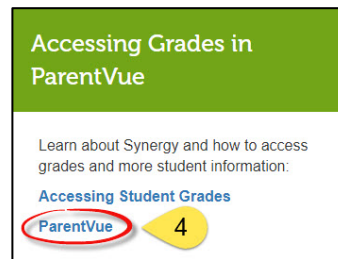 Accessing Grades in
ParentVue
Learn about Synergy and how to access
grades and more student information:
Accessing Student Grades
ParentVue
4